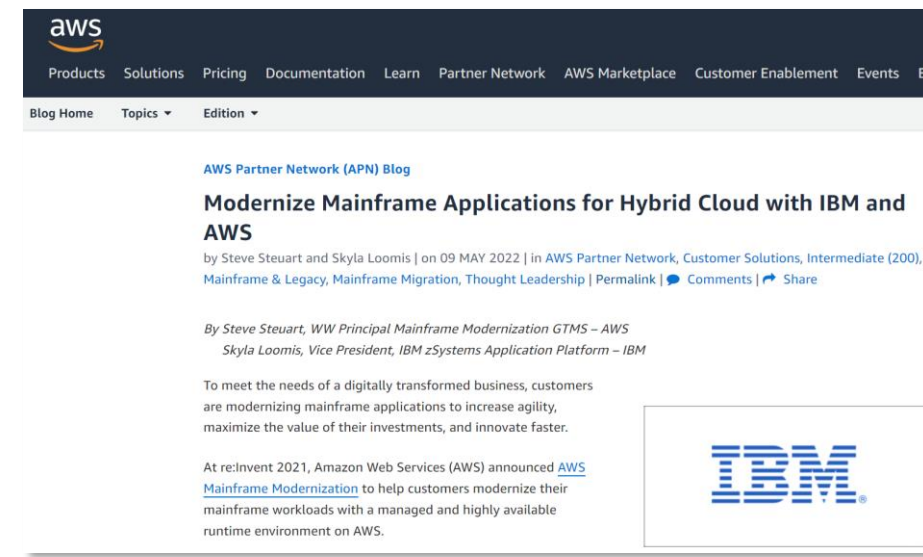 aws
Products Solutions Pricing Documentation Learn Partner Network AWS Marketplace Customer Enablement Events
Blog Home Topics Edition
AWS Partner Network (APN) Blog
Modernize Mainframe Applications for Hybrid Cloud with IBM and
AWS
by Steve Steuart and Skyla Loomis | on 09 MAY 2022 | in AWS Partner Network, Customer Solutions, Intermediate (200),
Mainframe & Legacy, Mainframe Migration, Thought Leadership | Permalink | Comments | Share
By Steve Steuart, WW Principal Mainframe Modernization GTMS – AWS
Skyla Loomis, Vice President, IBM zSystems Application Platform – IBM
To meet the needs of a digitally transformed business, customers
are modernizing mainframe applications to increase agility,
maximize the value of their investments, and innovate faster.
At re:Invent 2021, Amazon Web Services (AWS) announced AWS
Mainframe Modernization to help customers modernize their
mainframe workloads with a managed and highly available
runtime environment on AWS.
IBM®